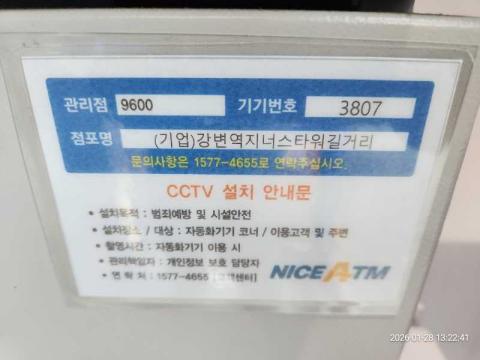 관리점 9600 기기번호 3807
점포명 (기업)강변역지너스타워길거리
문의사항은 1577-4655로 연락주십시오.
CCTV 설치 안내문
• 설치목적 : 범죄예방 및 시설안전
• 설치장소 / 대상 : 자동화기기 코너 / 이용고객 및 주변
• 촬영시간 : 자동화기기 이용 시
• 관리책임자 : 개인정보 보호 담당자
• 연 락 처 : 1577-4655 [고객센터]
NICE ATM
2026-01-28 13:22:41